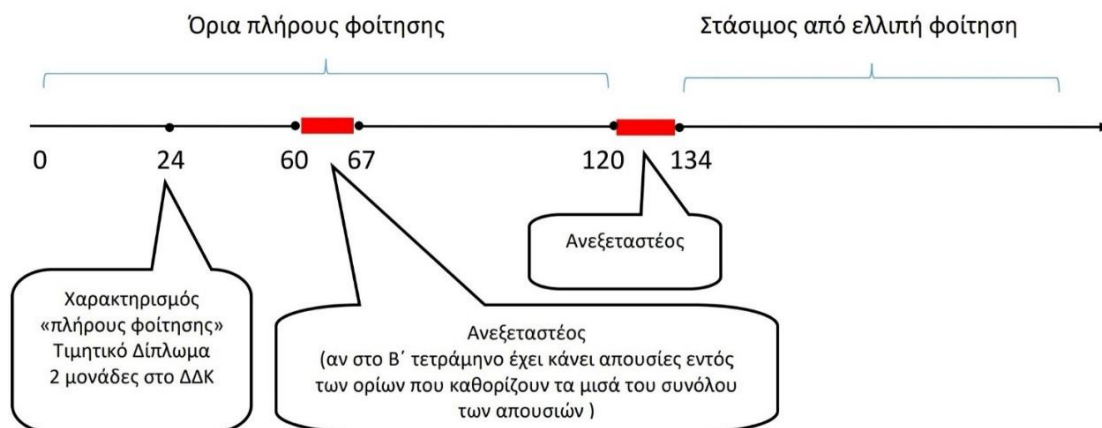 Όρια πλήρους φοίτησης
Στάσιμος από ελλιπή φοίτηση
0
24
60
67
120
134
Ανεξεταστέος
Χαρακτηρισμός
«πλήρους φοίτησης»
Τιμητικό Δίπλωμα
2 μονάδες στο ΔΔΚ
Ανεξεταστέος
(αν στο Β΄ τετράμηνο έχει κάνει απουσίες εντός
των ορίων που καθορίζουν τα μισά του συνόλου
των απουσιών )